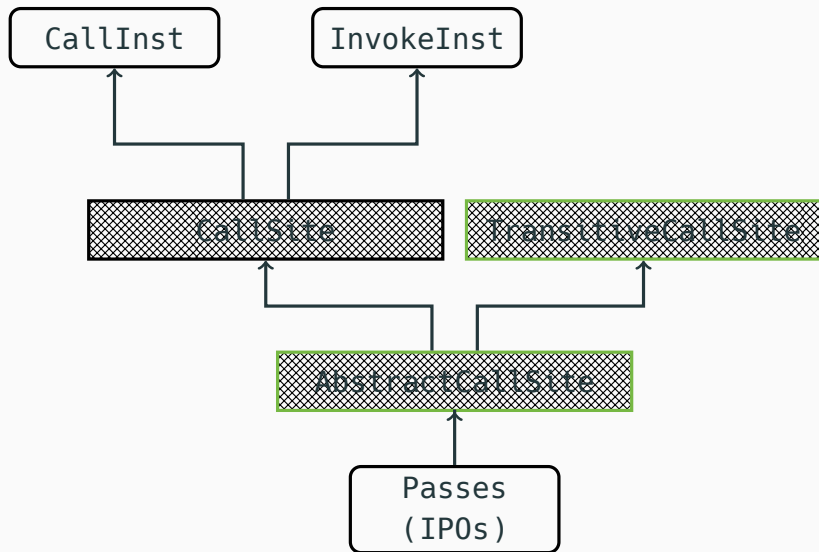 CallInst
InvokeInst
CallSite
TransitiveCallSite
AbstractCallSite
Passes
(IPOs)